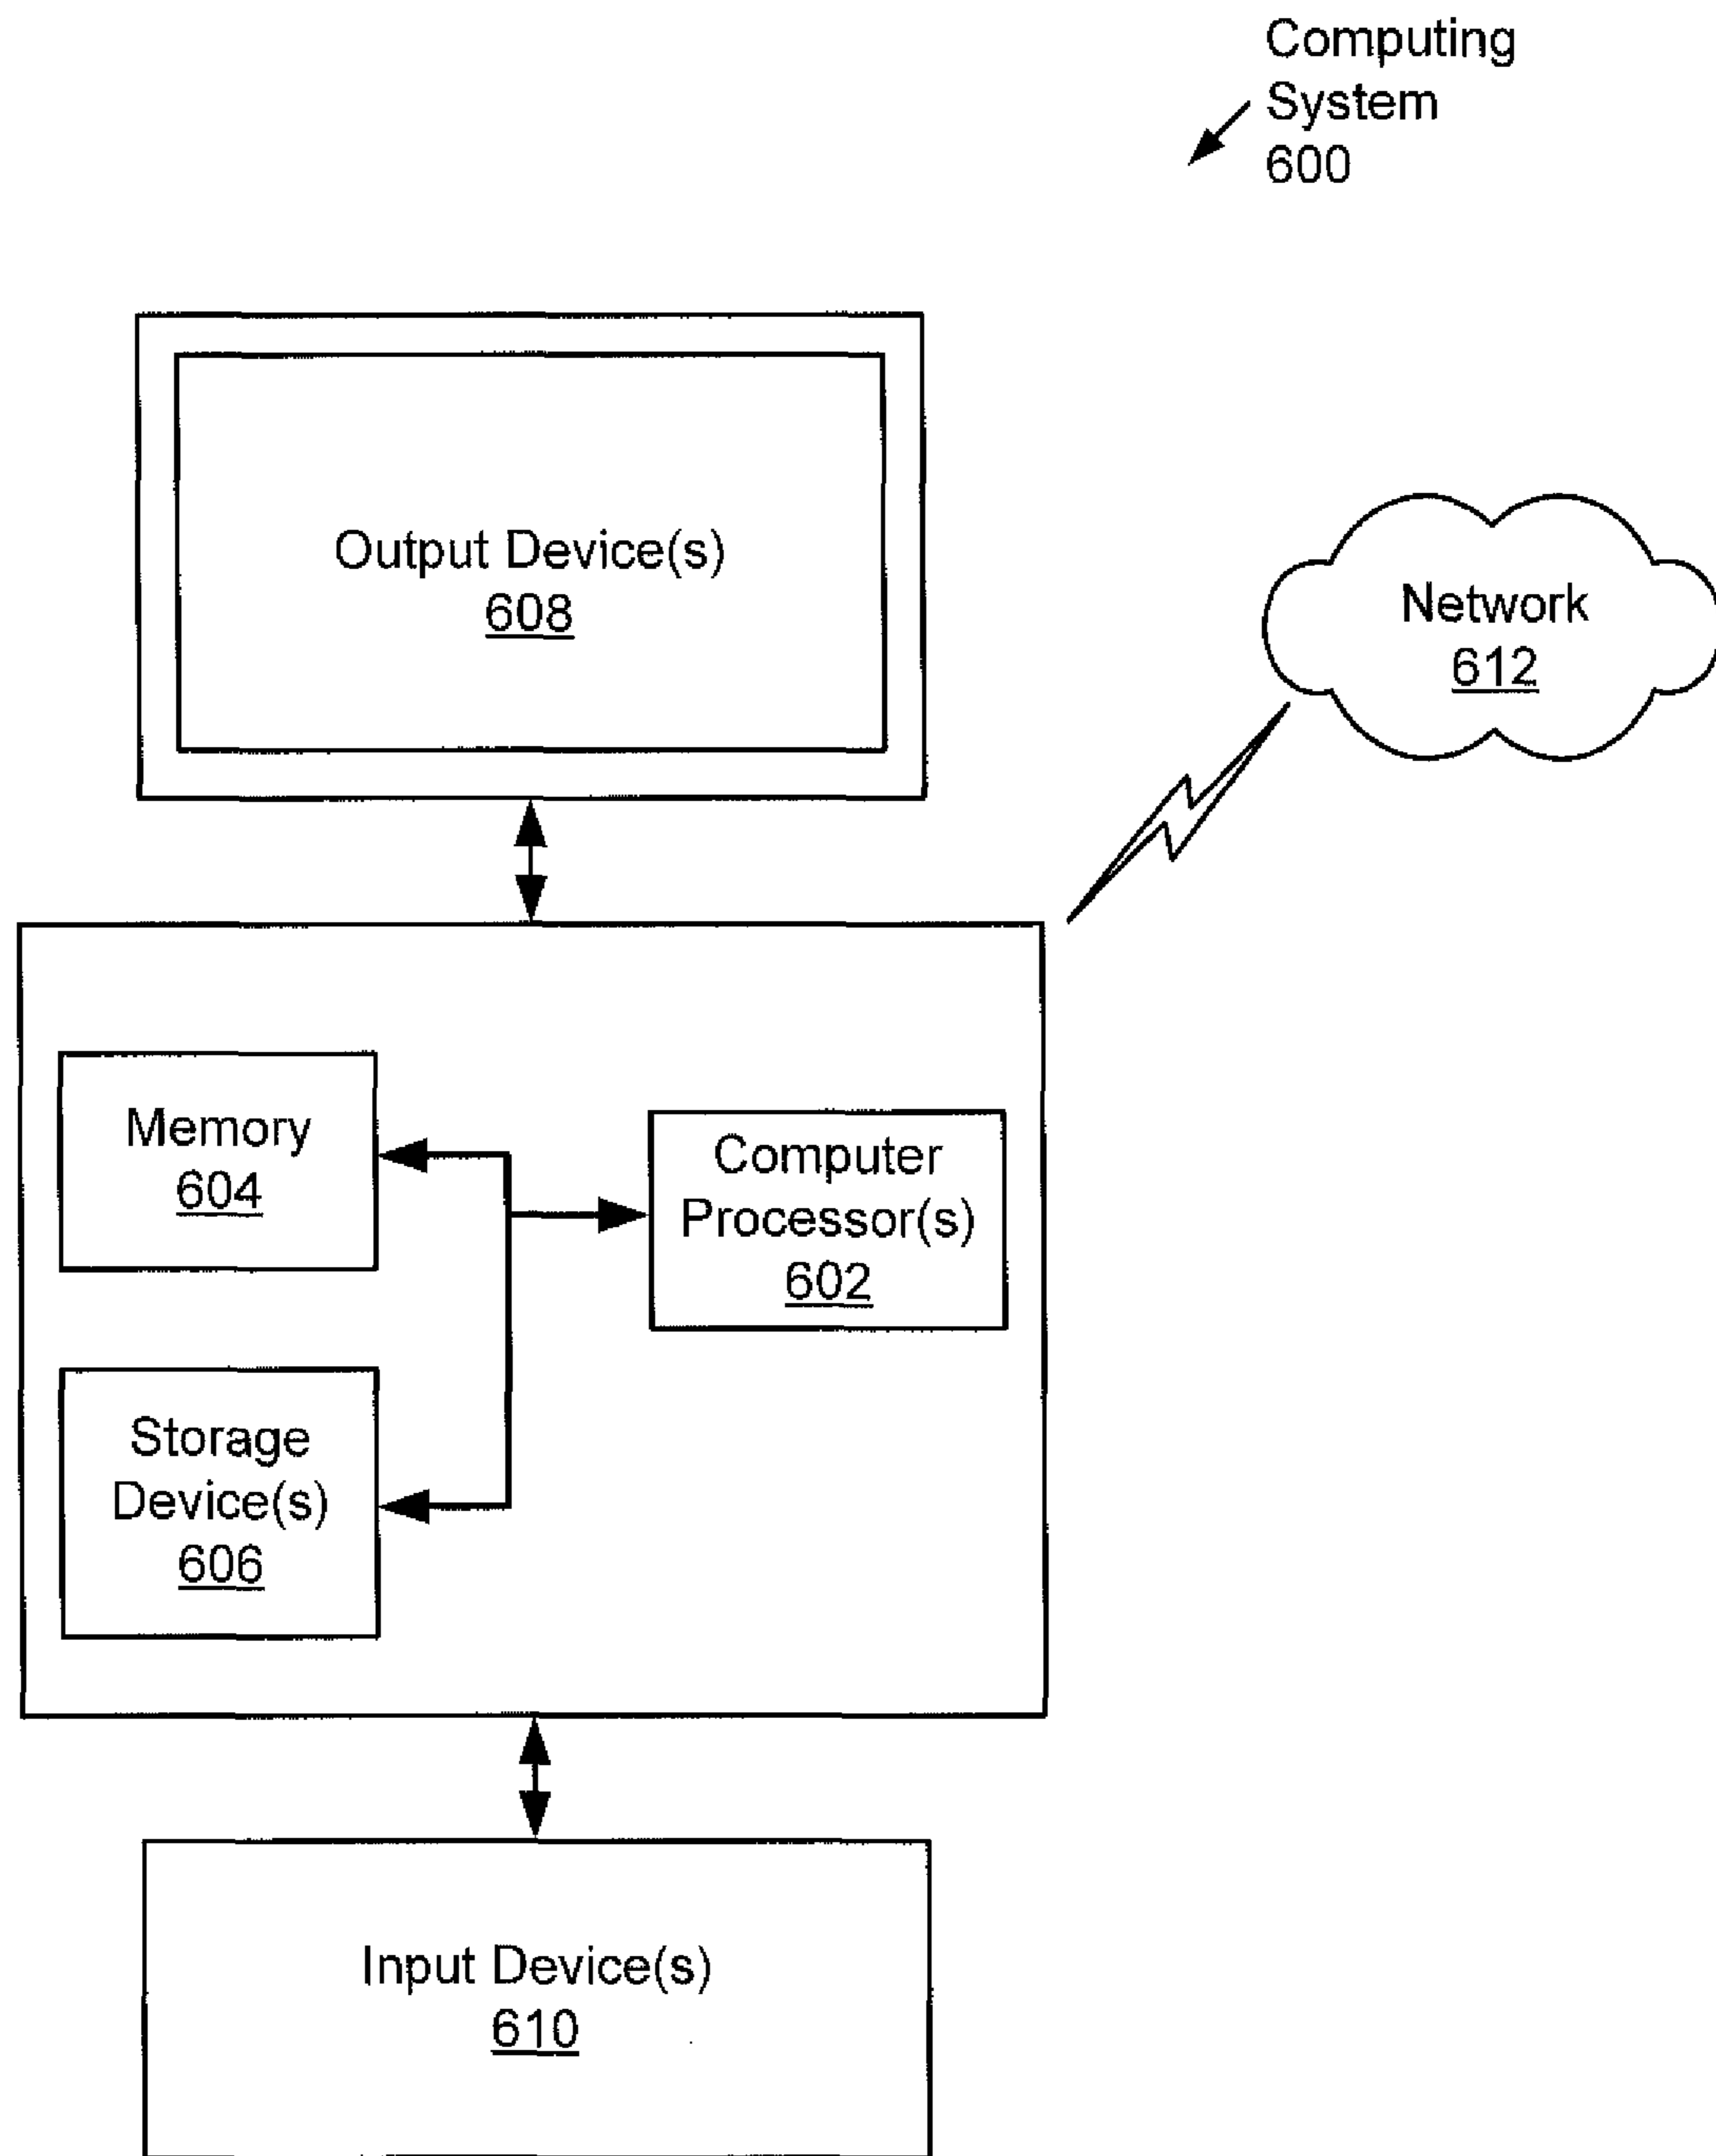 Computing
System
600
Output Device(s)
608
Network
612
Memory
604
Computer
Processor(s)
602
Storage
Device(s)
606
Input Device(s)
610